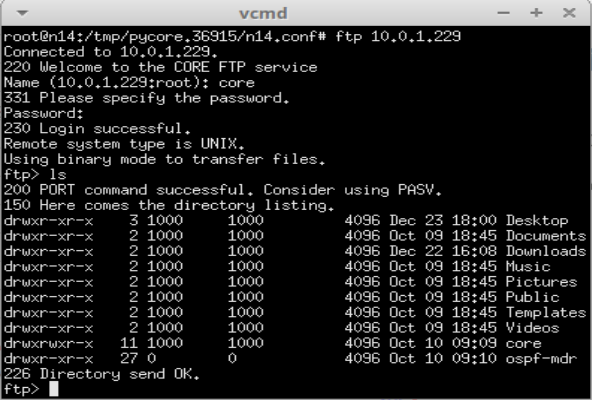 vcmd
root@n14:/tmp/pycore.36915/n14.conf# ftp 10.0.1.229
Connected to 10.0.1.229.
220 Welcome to the CORE FTP service
Name (10.0.1.229:root): core
331 Please specify the password.
Password:
230 Login successful.
Remote system type is UNIX.
Using binary mode to transfer files.
ftp> ls
200 PORT command successful. Consider using PASV.
150 Here comes the directory listing.
drwxr-xr-x    3 1000     1000         4096 Dec 23 18:00 Desktop
drwxr-xr-x    2 1000     1000         4096 Oct 09 18:45 Documents
drwxr-xr-x    2 1000     1000         4096 Dec 22 16:08 Downloads
drwxr-xr-x    2 1000     1000         4096 Oct 09 18:45 Music
drwxr-xr-x    2 1000     1000         4096 Oct 09 18:45 Pictures
drwxr-xr-x    2 1000     1000         4096 Oct 09 18:45 Public
drwxr-xr-x    2 1000     1000         4096 Oct 09 18:45 Templates
drwxr-xr-x    2 1000     1000         4096 Oct 09 18:45 Videos
drwxrwxr-x   11 1000     1000         4096 Oct 10 09:09 core
drwxr-xr-x   27 0        0            4096 Oct 10 09:10 ospf-mdr
226 Directory send OK.
ftp>